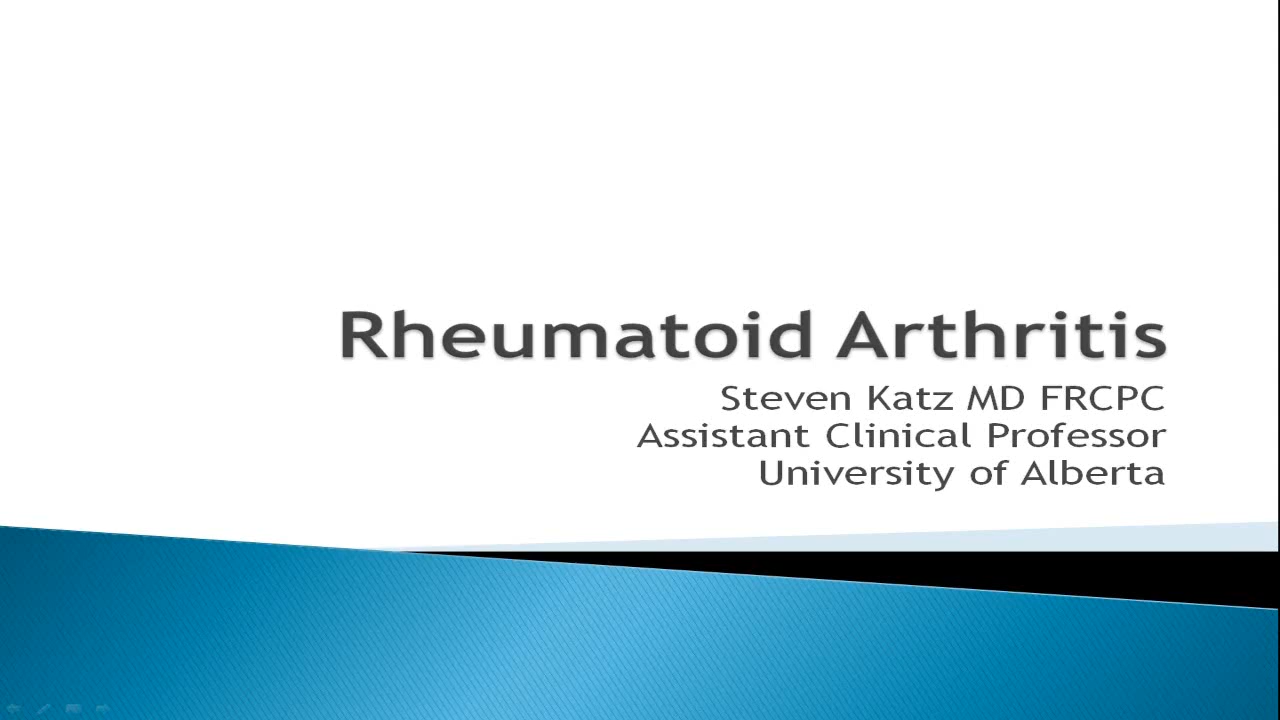 Rheumatoid Arthritis
Steven Katz MD FRCPC
Assistant Clinical Professor
University of Alberta